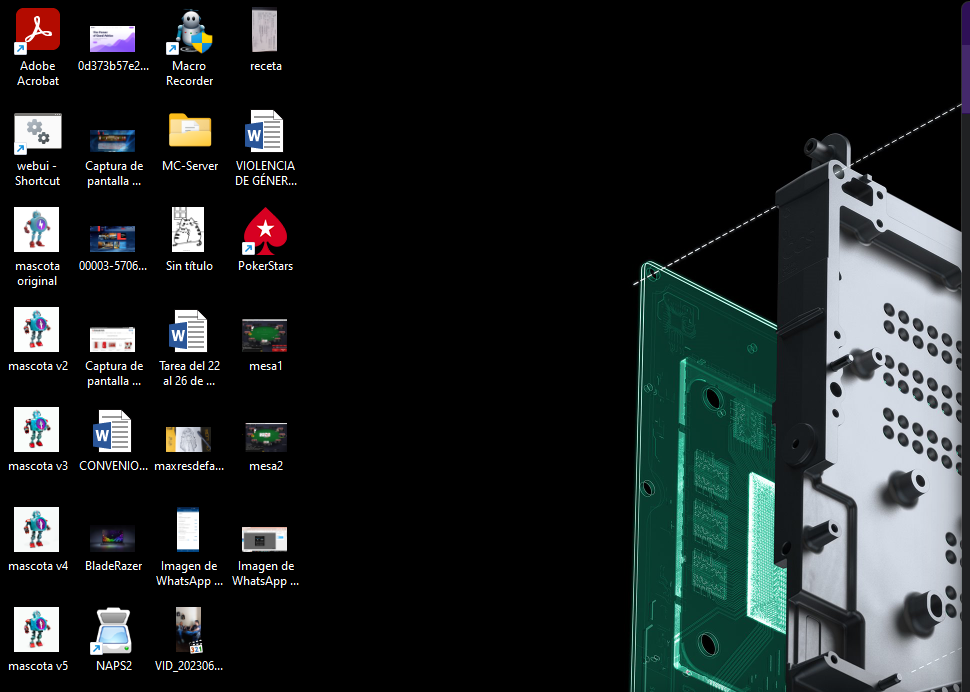 Adobe
Acrobat
0d373b57e2...
Macro
Recorder
receta
webui -
Shortcut
Captura de
pantalla ...
MC-Server
VIOLENCIA
DE GÉNER...
mascota
original
00003-5706...
Sin título
PokerStars
mascota v2
Captura de
pantalla ...
Tarea del 22
al 26 de ...
mesa1
mascota v3
CONVENIO...
maxresdefa...
mesa2
mascota v4
BladeRazer
Imagen de
WhatsApp ...
Imagen de
WhatsApp ...
mascota v5
NAPS2
VID_202306...